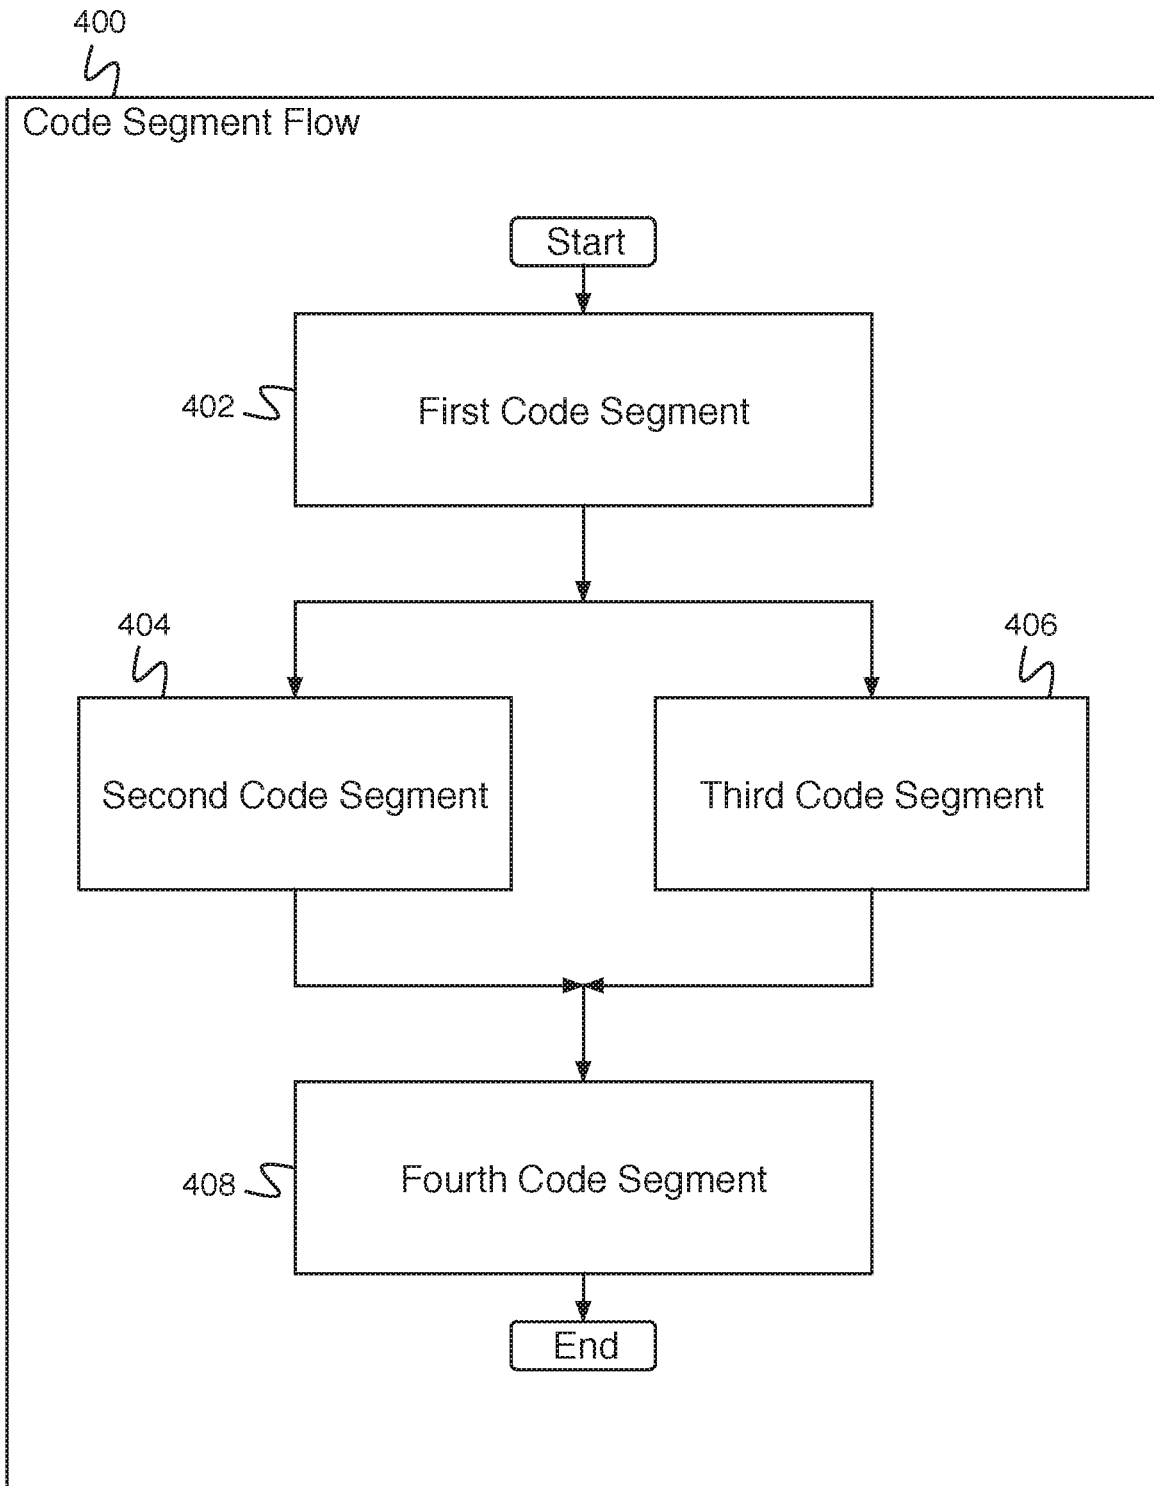 400
Code Segment Flow
Start
402
First Code Segment
404
406
Second Code Segment
Third Code Segment
408
Fourth Code Segment
End